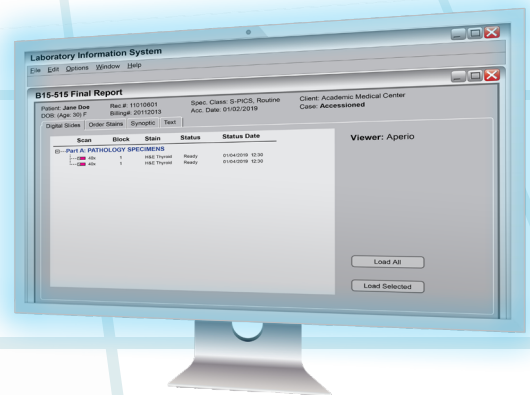 Laboratory Information System
File Edit Options Window Help
B15-515 Final Report
Patient: Jane Doe Rec.#: 11010601 Spec. Class: S-PICS, Routine Client: Academic Medical Center
DOB: (Age: 30) F Billing#: 20112013 Acc. Date: 01/02/2019 Case: Accessioned
Digital Slides Order Stains Synoptic Text
Scan Block Stain Status Status Date
Viewer: Aperio
Part A: PATHOLOGY SPECIMENS
40x 1 H&E Thyroid Ready 01/04/2019 12:30
40x 1 H&E Thyroid Ready 01/04/2019 12:30
Load All
Load Selected